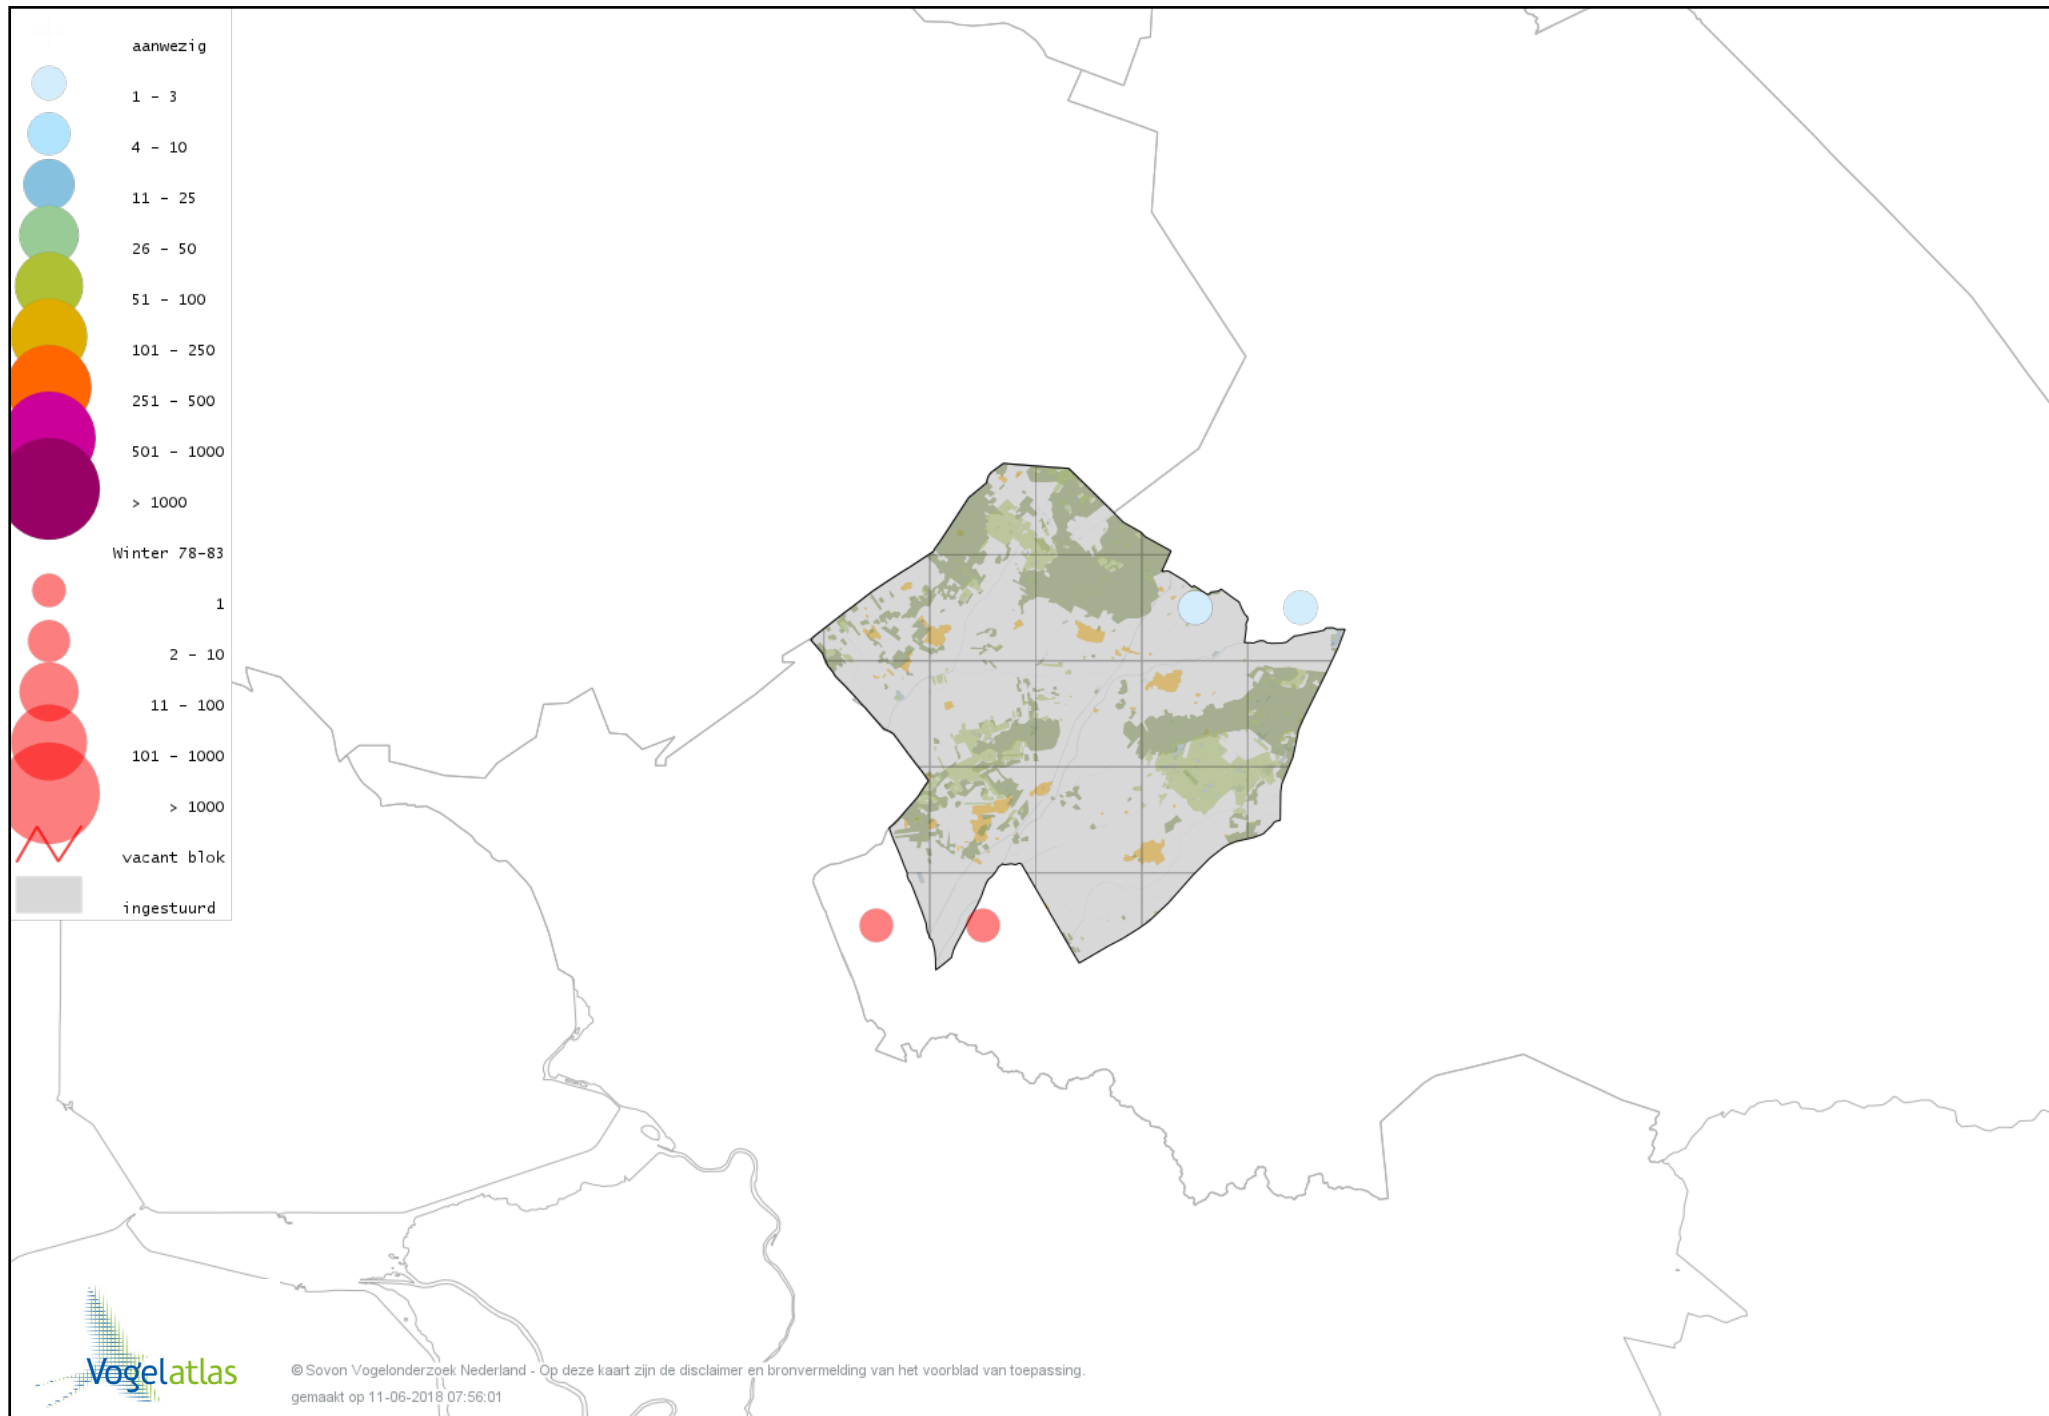 aanwezig
1 - 3
4 - 10
11 - 25
26 - 50
51 - 100
101 - 250
251 - 500
501 - 1000
> 1000
Winter 78-83
1
2 - 10
11 - 100
101 - 1000
> 1000
vacant blok
ingestuurd
Vogelatlas
© Sovon Vogelonderzoek Nederland - Op deze kaart zijn de disclaimer en bronvermelding van het voorblad van toepassing.
gemaakt op 11-06-2018 07:56:01